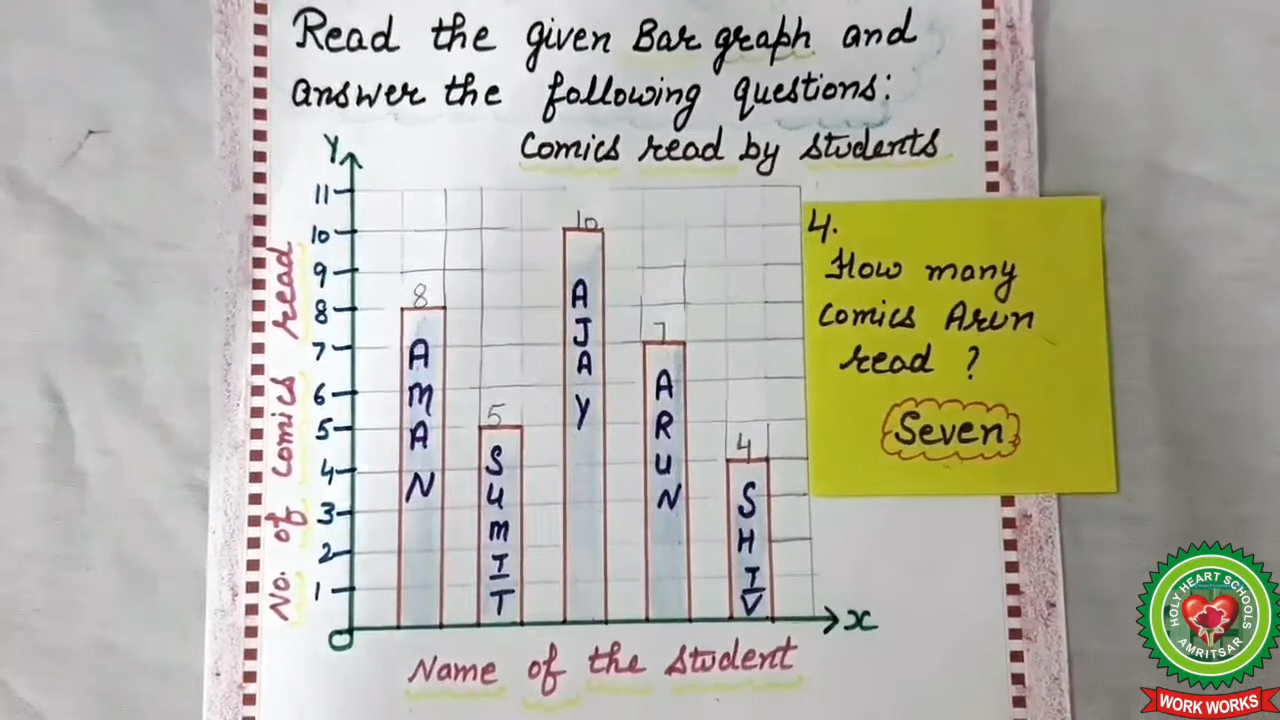 Read the given Bar graph and
answer the following questions:
Comics read by students
Y
11
10
9
8
7
6
5
4
3
2
1
O
No. of Comics read
8
AMAN
5
SUMIT
10
AJAY
7
ARUN
4
SHIV
x
Name of the student
4.
How many
comics Arun
read ?
Seven
HOLY HEART SCHOOLS
AMRITSAR
WORK WORKS